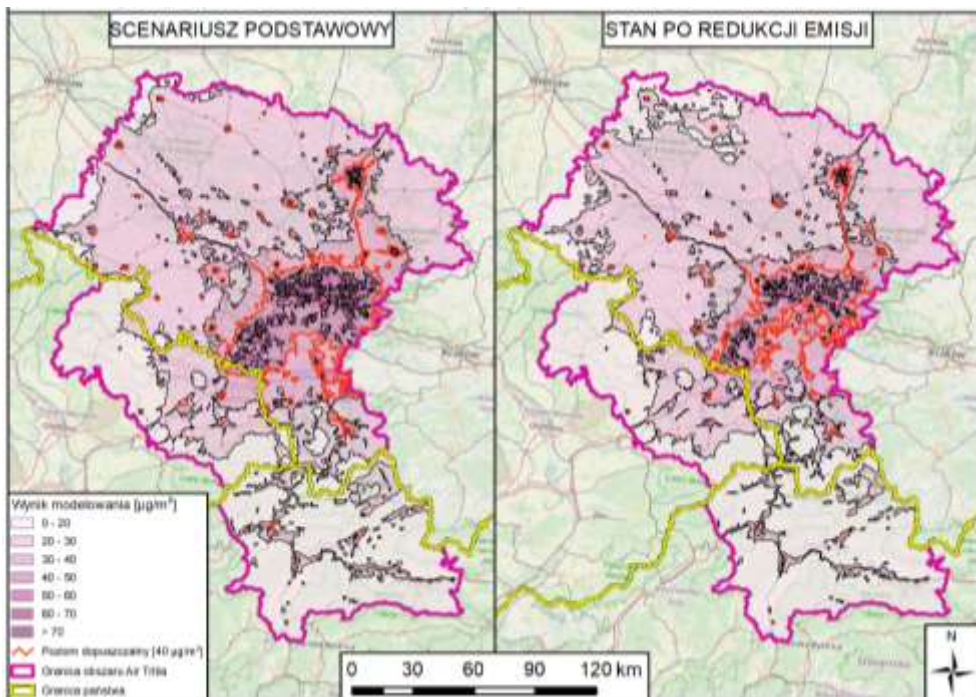 SCENARIUSZ PODSTAWOWY
STAN PO REDUKCJI EMISJI
Wynik modelowania [µg/m³]
0 - 20
20 - 30
30 - 40
40 - 50
50 - 60
60 - 70
> 70
Poziom dopuszczalny [40 µg/m³]
Granica obszaru Air Tritia
Granica państwa
0 30 60 90 120 km
N